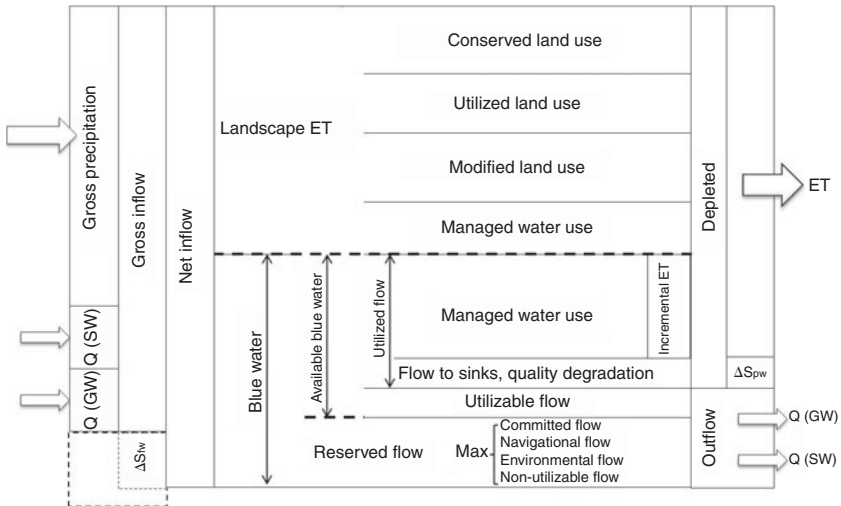 Gross precipitation
Q (SW)
Q (GW)
Gross inflow
ΔSfw
Net inflow
Landscape ET
Conserved land use
Utilized land use
Modified land use
Managed water use
Blue water
Available blue water
Utilized flow
Managed water use
Incremental ET
Flow to sinks, quality degradation
Utilizable flow
Reserved flow
Max
Committed flow
Navigational flow
Environmental flow
Non-utilizable flow
Depleted
ΔSpw
Outflow
ET
Q (GW)
Q (SW)